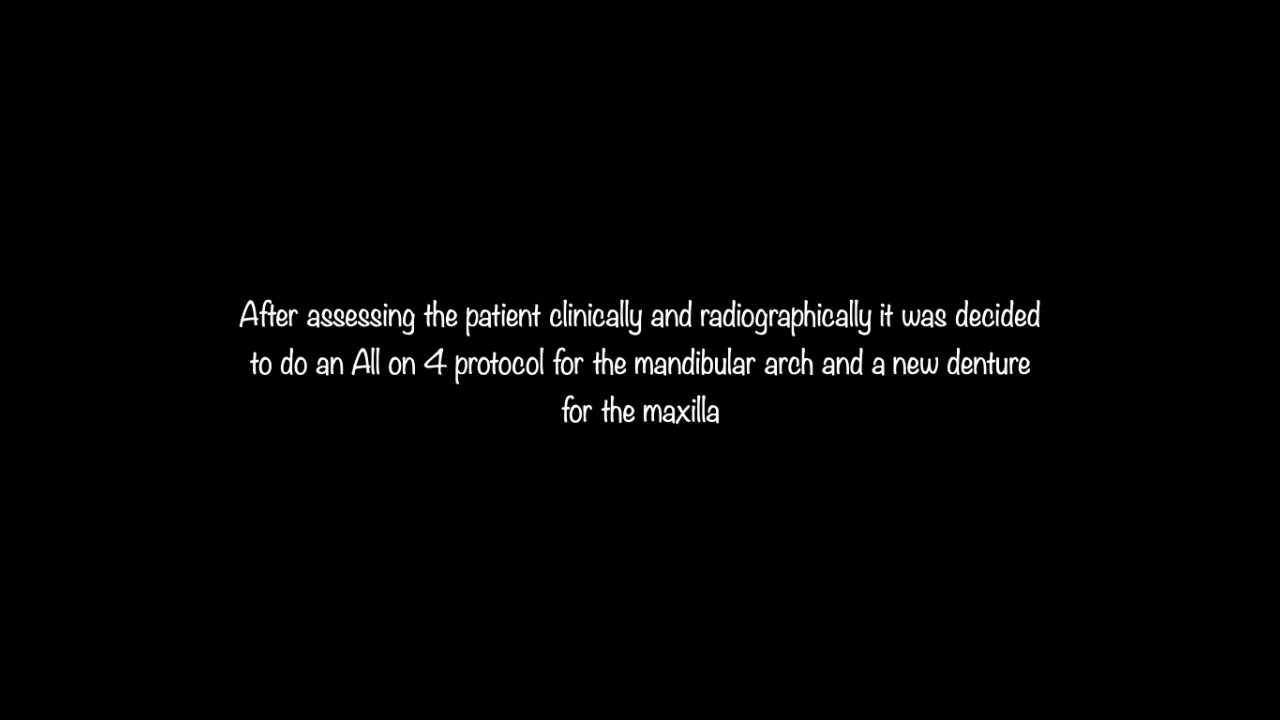 After assessing the patient clinically and radiographically it was decided
to do an All on 4 protocol for the mandibular arch and a new denture
for the maxilla